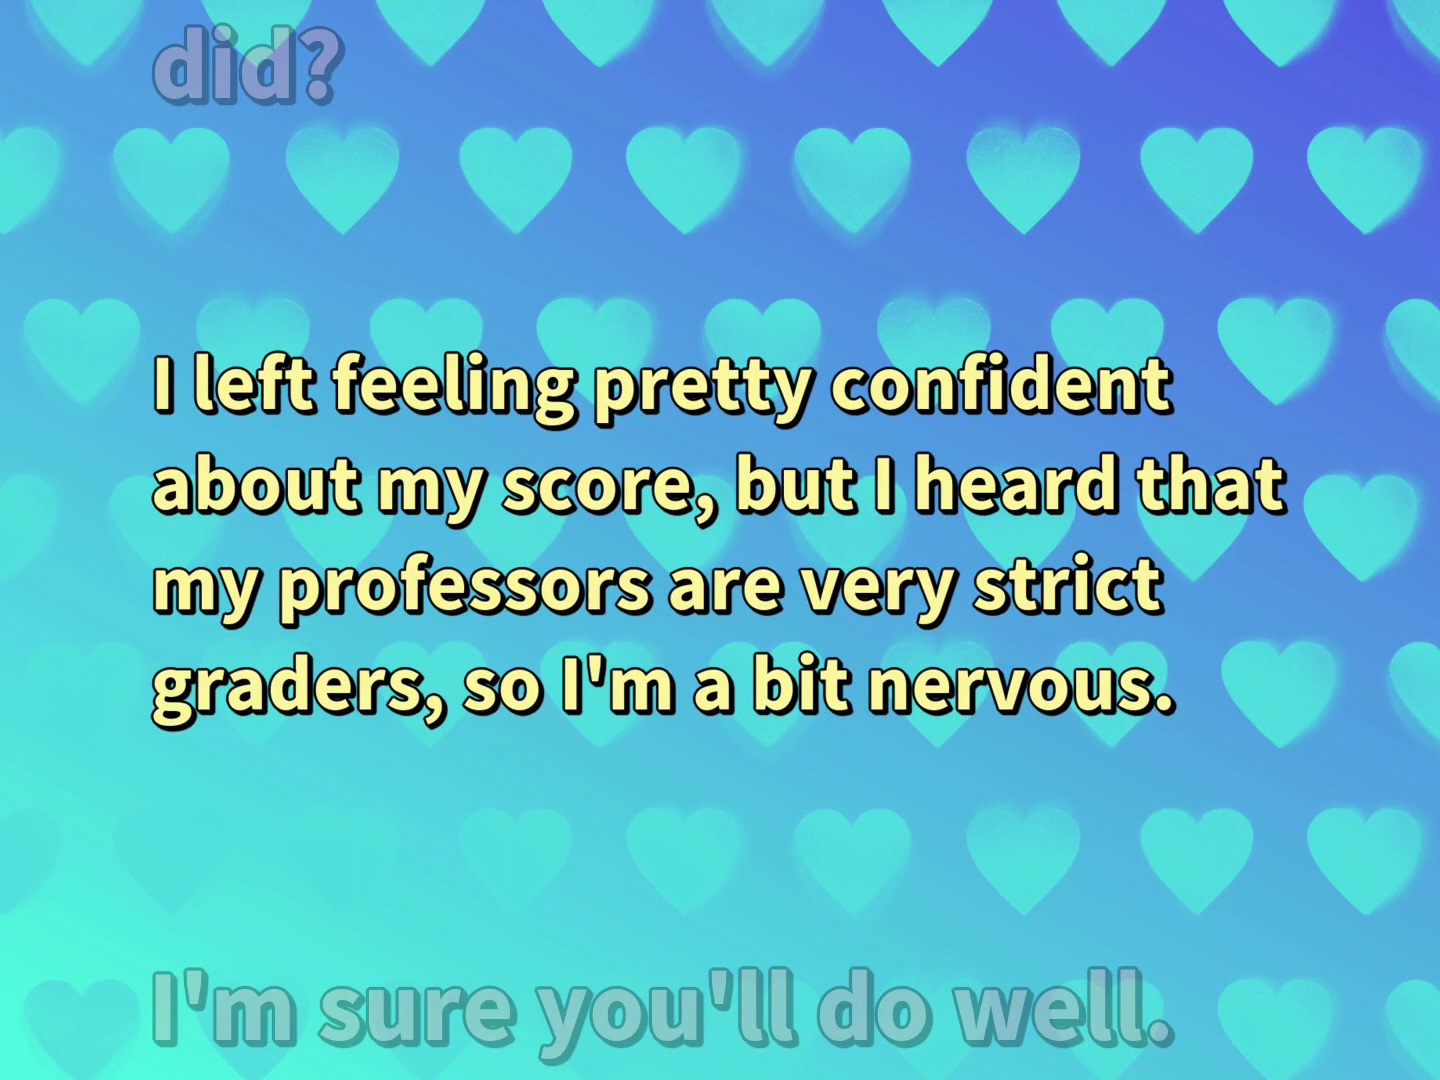 did?
I left feeling pretty confident
about my score, but I heard that
my professors are very strict
graders, so I'm a bit nervous.
I'm sure you'll do well.